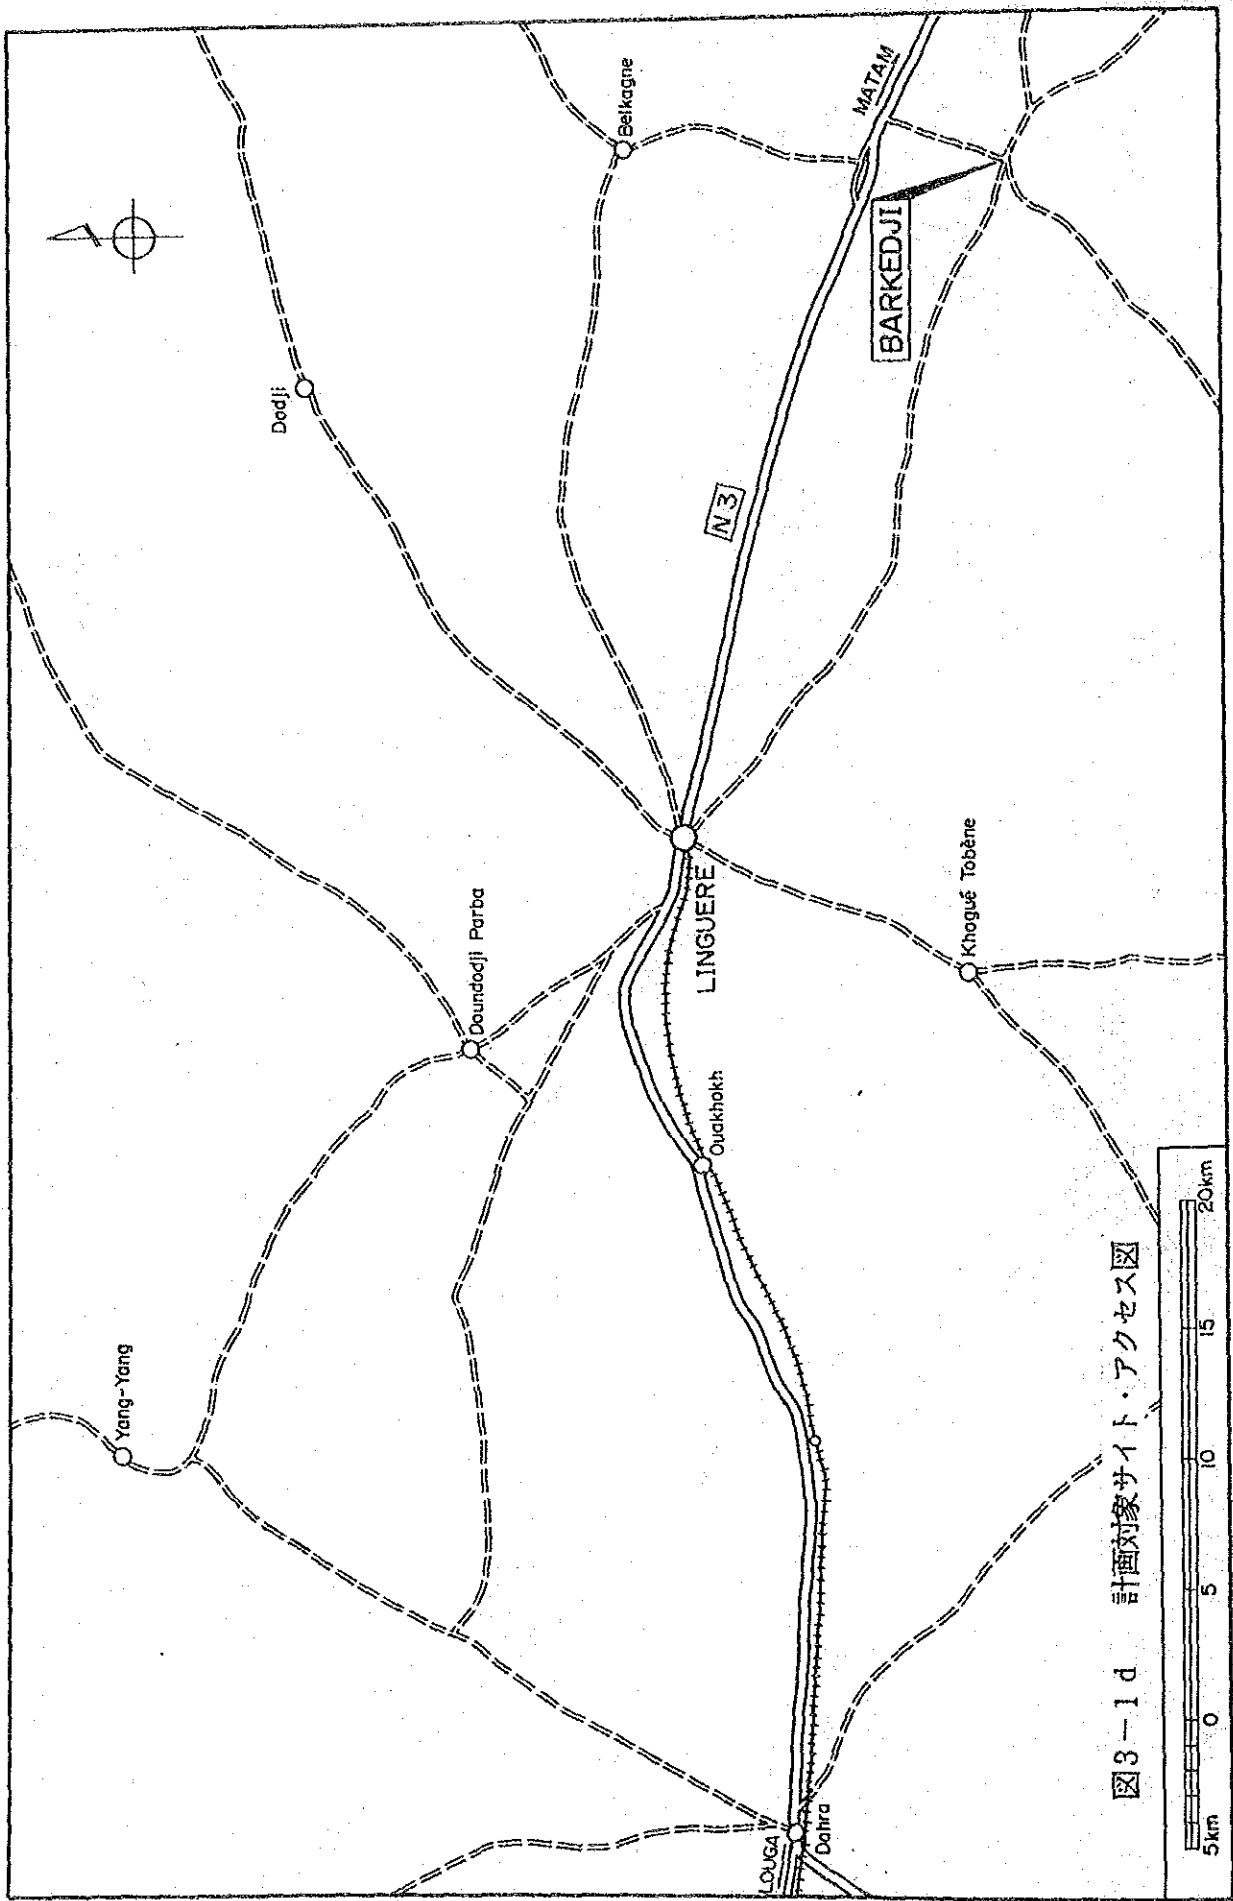 Yang-Yang
Dodji
Doundodji Parba
Belkagne
LOUGA
Dahra
Ouakhokh
LINGUERE
N 3
MATAM
BARKEDJI
Khogué Tobène
図3－1d　計画対象サイト・アクセス図
5km 0 5 10 15 20km